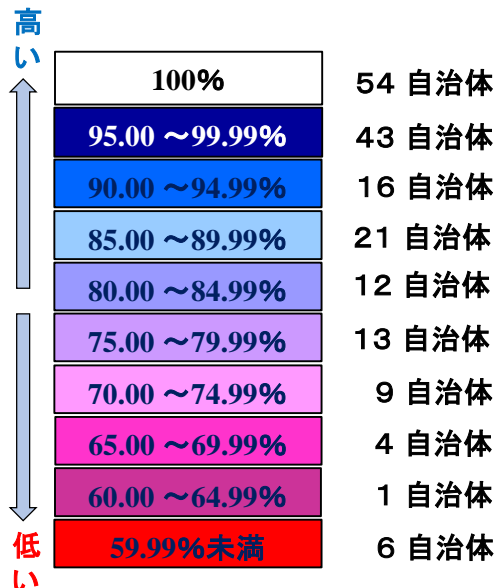 高い
100% 54 自治体
95.00 ～99.99% 43 自治体
90.00 ～94.99% 16 自治体
85.00 ～89.99% 21 自治体
80.00 ～84.99% 12 自治体
75.00 ～79.99% 13 自治体
70.00 ～74.99% 9 自治体
65.00 ～69.99% 4 自治体
60.00 ～64.99% 1 自治体
59.99%未満 6 自治体
低い